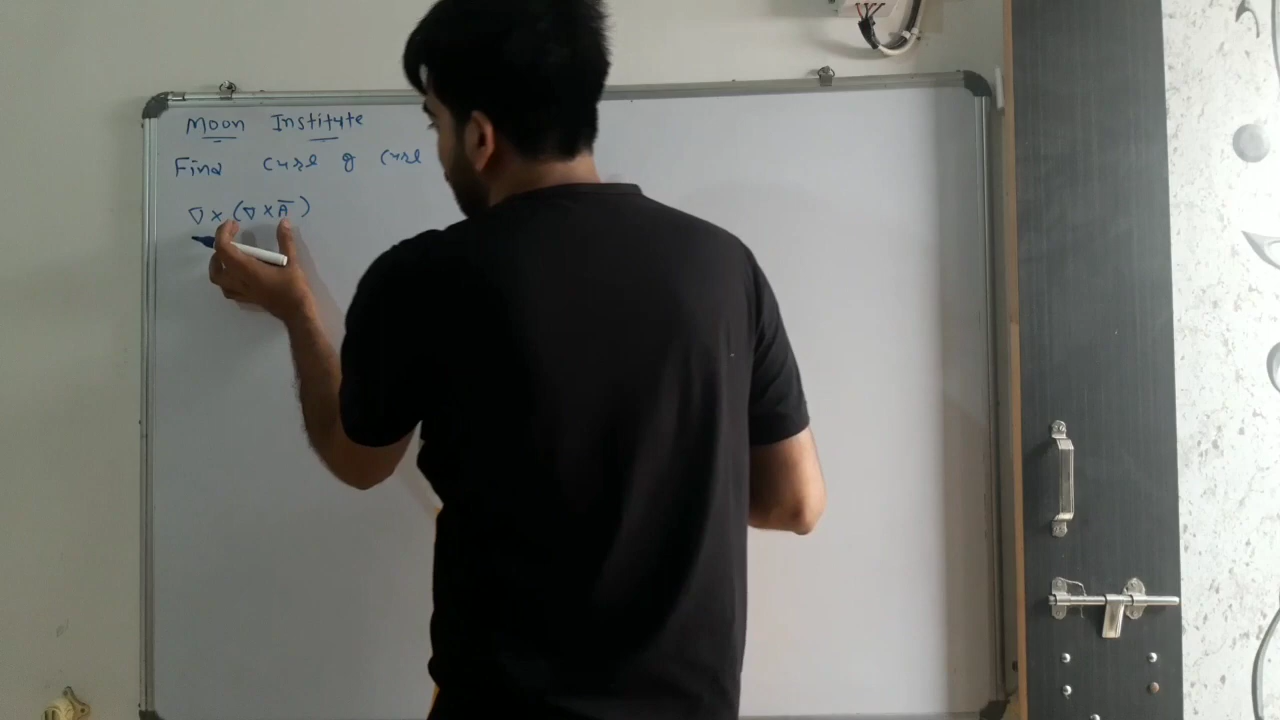 Moon Institute
Find curl of curl
∇ × (∇ × A̅)